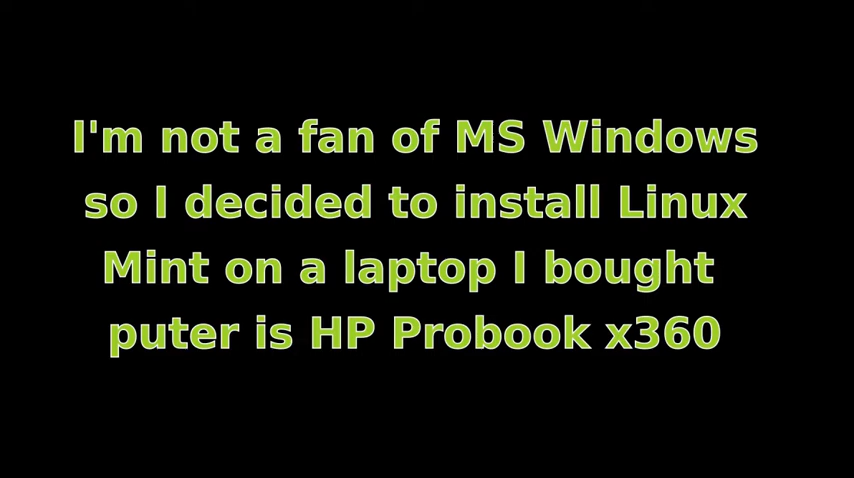 I'm not a fan of MS Windows
so I decided to install Linux
Mint on a laptop I bought
puter is HP Probook x360